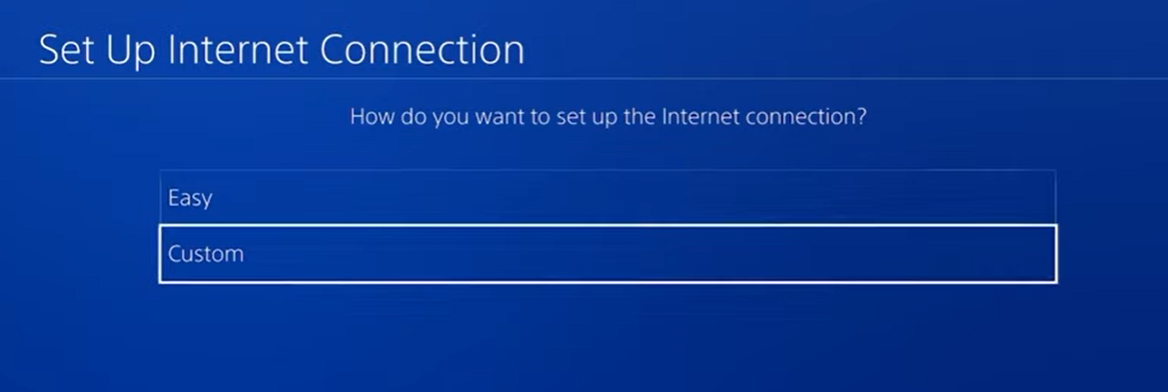 Set Up Internet Connection
How do you want to set up the Internet connection?
Easy
Custom